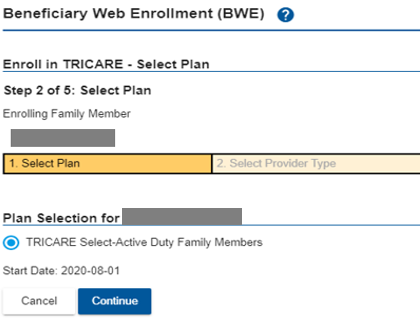 Beneficiary Web Enrollment (BWE) ?
Enroll in TRICARE - Select Plan
Step 2 of 5: Select Plan
Enrolling Family Member
1. Select Plan
2. Select Provider Type
Plan Selection for
TRICARE Select-Active Duty Family Members
Start Date: 2020-08-01
Cancel
Continue